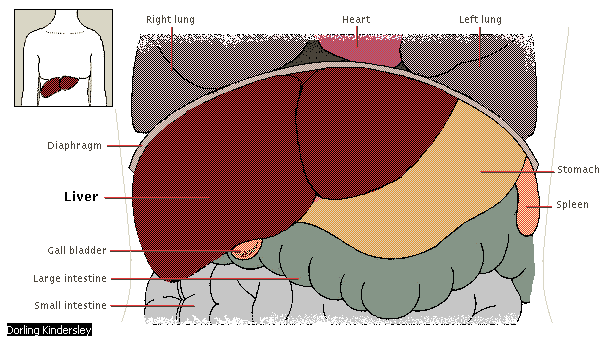 Right lung
Heart
Left lung
Diaphragm
Stomach
Liver
Spleen
Gall bladder
Large intestine
Small intestine
Dorling Kindersley